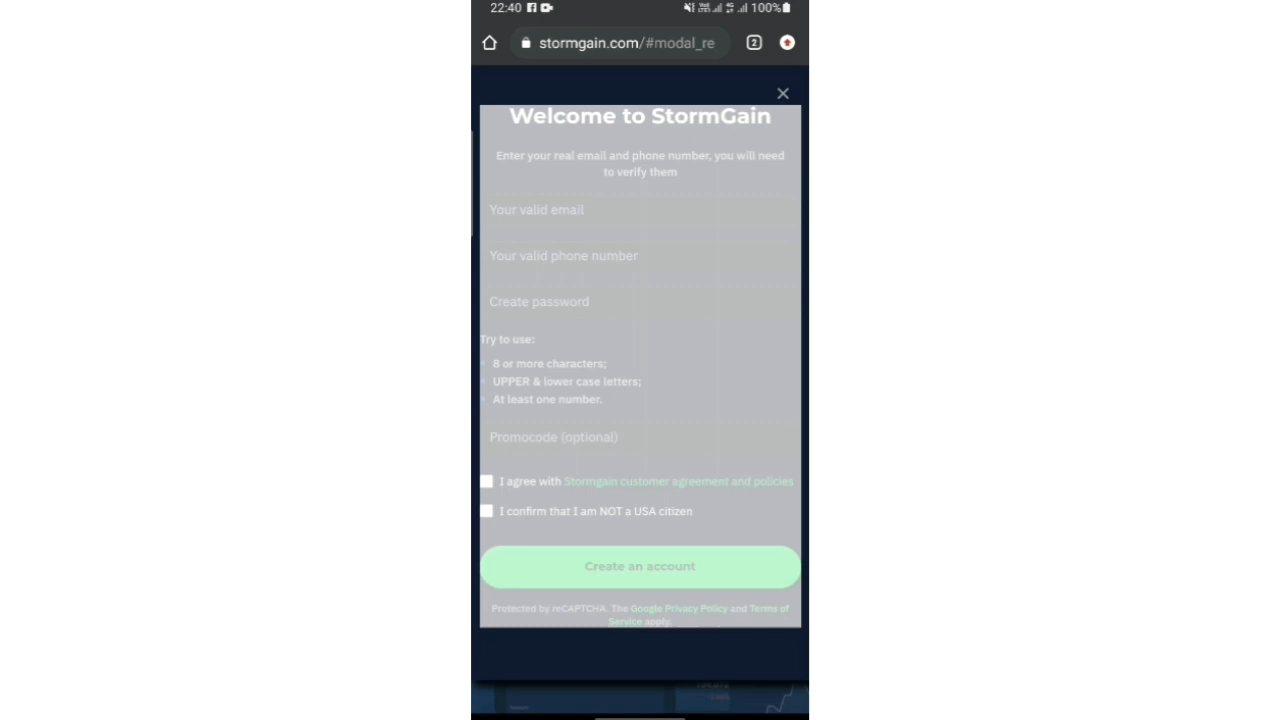 22:40
100%
stormgain.com/#modal_re
2
Welcome to StormGain
Enter your real email and phone number, you will need
to verify them
Your valid email
Your valid phone number
Create password
Try to use:
8 or more characters;
UPPER & lower case letters;
At least one number.
Promocode (optional)
I agree with Stormgain customer agreement and policies
I confirm that I am NOT a USA citizen
Create an account
Protected by reCAPTCHA. The Google Privacy Policy and Terms of
Service apply.